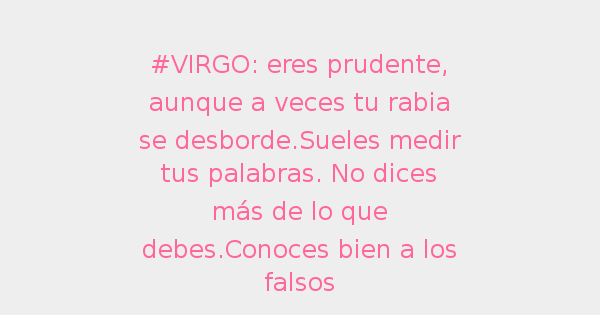 #VIRGO: eres prudente,
aunque a veces tu rabia
se desborde.Sueles medir
tus palabras. No dices
más de lo que
debes.Conoces bien a los
falsos